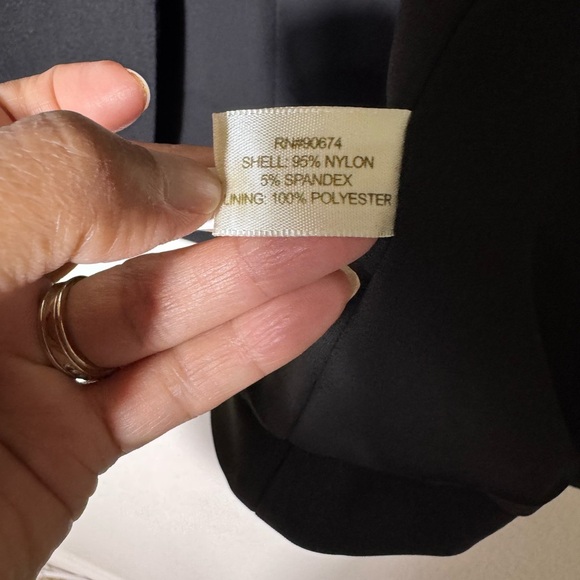 RN#90674
SHELL: 95% NYLON
5% SPANDEX
LINING: 100% POLYESTER